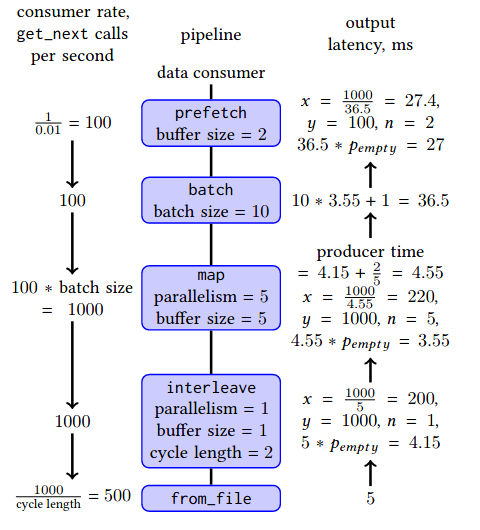 consumer rate,
get_next calls
per second
pipeline
output
latency, ms
data consumer
1/0.01 = 100
prefetch
buffer size = 2
x = 1000/36.5 = 27.4,
y = 100, n = 2
36.5 * p_empty = 27
100
batch
batch size = 10
10 * 3.55 + 1 = 36.5
100 * batch size
= 1000
map
parallelism = 5
buffer size = 5
producer time
= 4.15 + 2/5 = 4.55
x = 1000/4.55 = 220,
y = 1000, n = 5,
4.55 * p_empty = 3.55
1000
interleave
parallelism = 1
buffer size = 1
cycle length = 2
x = 1000/5 = 200,
y = 1000, n = 1,
5 * p_empty = 4.15
1000/cycle length = 500
from_file
5